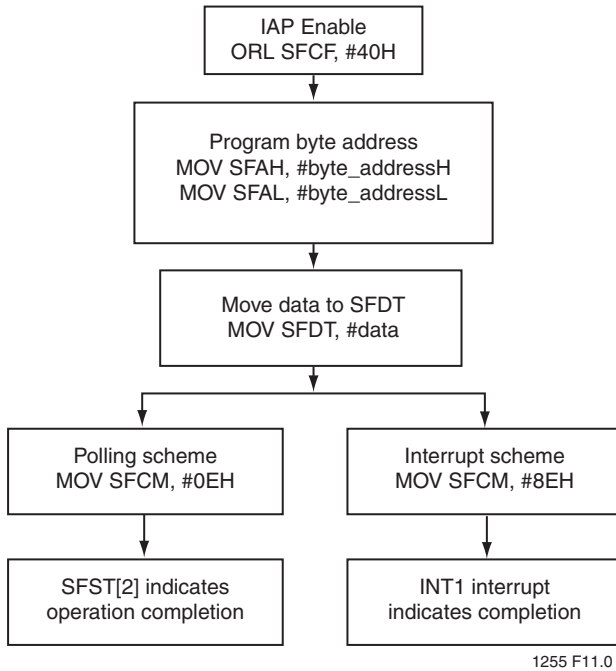 IAP Enable
ORL SFCF, #40H
Program byte address
MOV SFAH, #byte_addressH
MOV SFAL, #byte_addressL
Move data to SFDT
MOV SFDT, #data
Polling scheme
MOV SFCM, #0EH
Interrupt scheme
MOV SFCM, #8EH
SFST[2] indicates
operation completion
INT1 interrupt
indicates completion
1255 F11.0